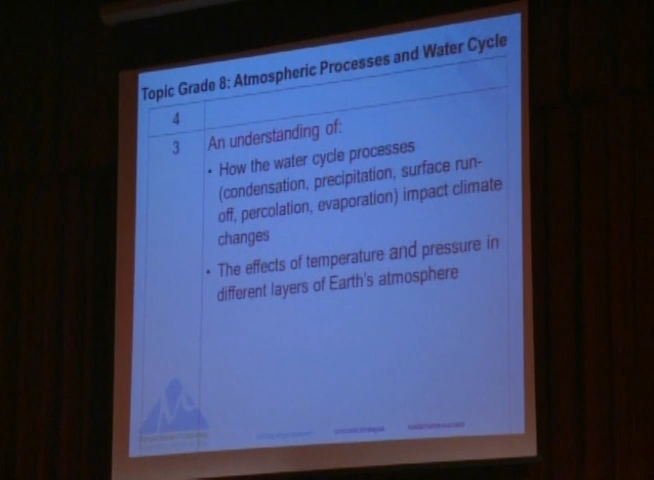 Topic Grade 8: Atmospheric Processes and Water Cycle
4
3 An understanding of:
• How the water cycle processes
(condensation, precipitation, surface run-
off, percolation, evaporation) impact climate
changes
• The effects of temperature and pressure in
different layers of Earth's atmosphere